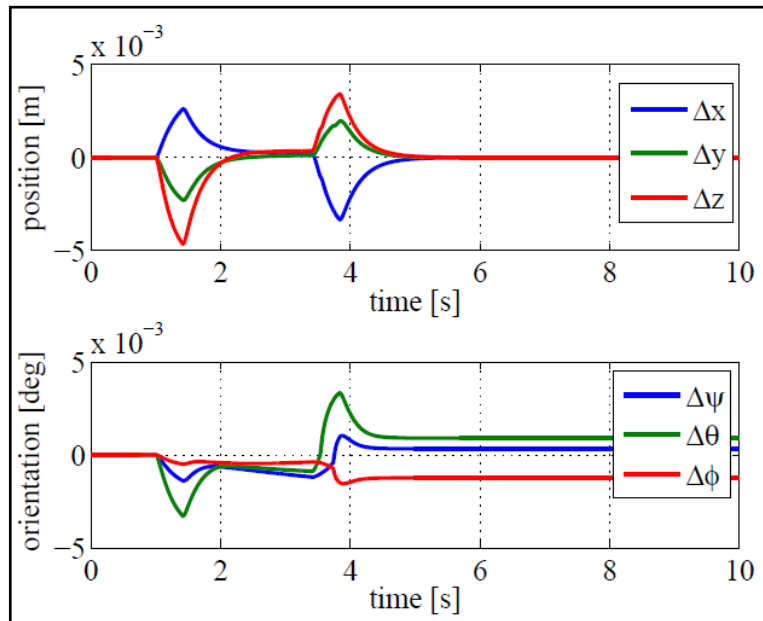 x 10⁻³
5
0
−5
position [m]
Δx
Δy
Δz
0 2 4 6 8 10
time [s]
x 10⁻³
5
0
−5
orientation [deg]
Δψ
Δθ
Δϕ
0 2 4 6 8 10
time [s]